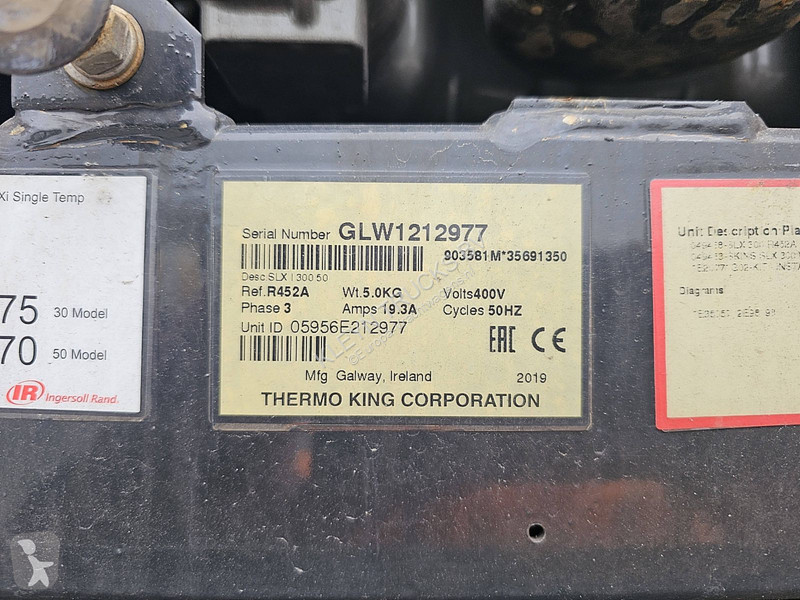 Xi Single Temp
75 30 Model
70 50 Model
IR Ingersoll Rand.
Serial Number GLW1212977
903581M*35691350
Desc.SLX I 300 50
Ref.R452A Wt.5.0KG Volts400V
Phase 3 Amps 19.3A Cycles 50HZ
Unit ID 05956E212977
EAC CE
Mfg Galway, Ireland 2019
THERMO KING CORPORATION
Unit Description Pla
Diagrams